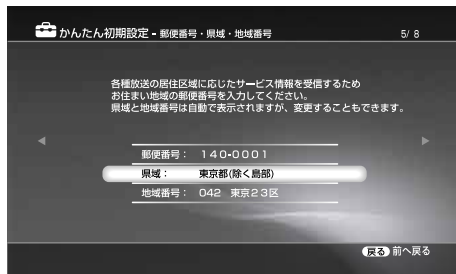 かんたん初期設定 - 郵便番号・県域・地域番号 5/ 8
各種放送の居住区域に応じたサービス情報を受信するため
お住まい地域の郵便番号を入力してください。
県域と地域番号は自動で表示されますが、変更することもできます。
郵便番号： 140-0001
県域： 東京都(除く島部)
地域番号： 042 東京23区
戻る 前へ戻る